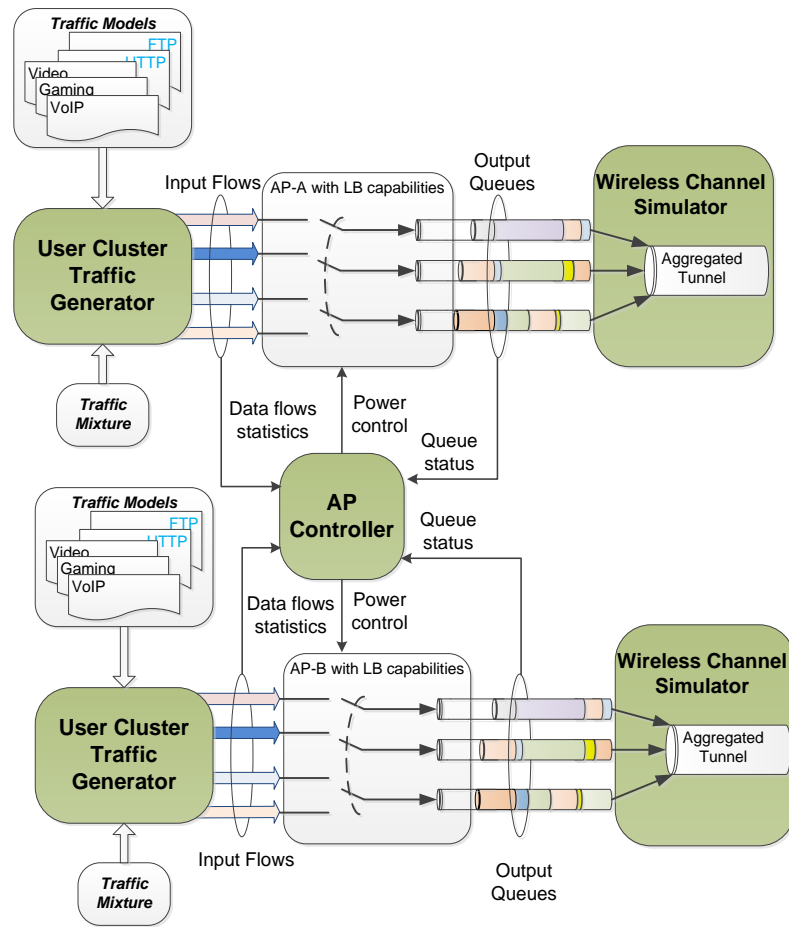 Traffic Models
FTP
HTTP
Video
Gaming
VoIP
Input Flows
AP-A with LB capabilities
Output
Queues
Wireless Channel
Simulator
User Cluster
Traffic
Generator
Aggregated
Tunnel
Traffic
Mixture
Data flows
statistics
Power
control
Queue
status
AP
Controller
Traffic Models
FTP
HTTP
Video
Gaming
VoIP
Queue
status
Data flows
statistics
Power
control
AP-B with LB capabilities
Wireless Channel
Simulator
User Cluster
Traffic
Generator
Aggregated
Tunnel
Input Flows
Output
Queues
Traffic
Mixture